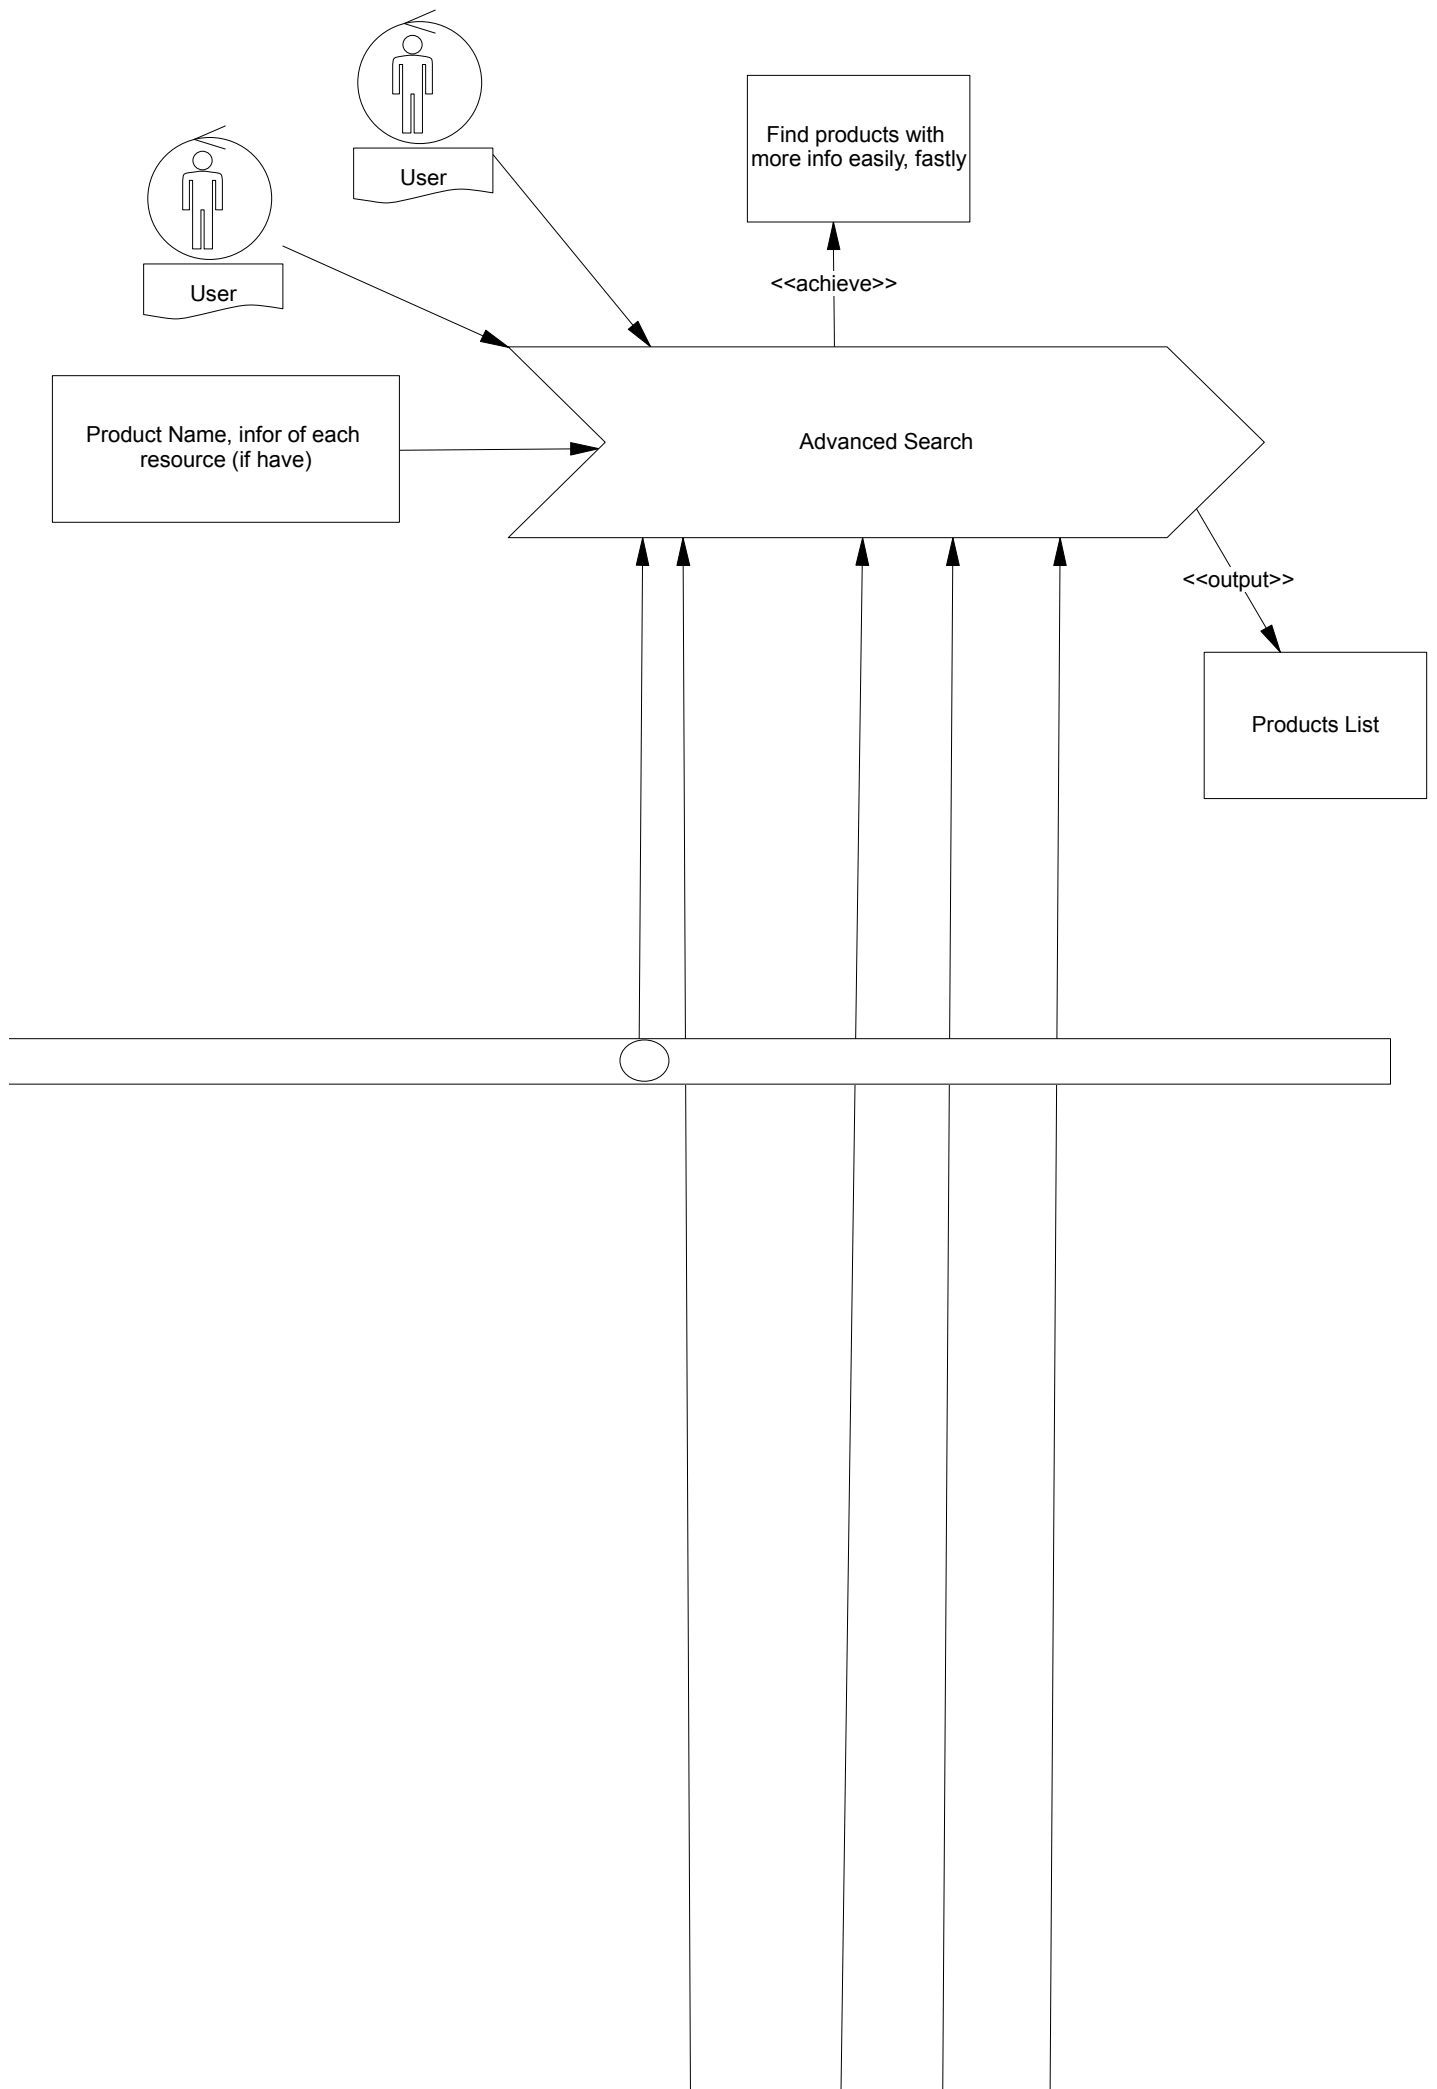 User
User
Find products with
more info easily, fastly
<<achieve>>
Product Name, infor of each
resource (if have)
Advanced Search
<<output>>
Products List